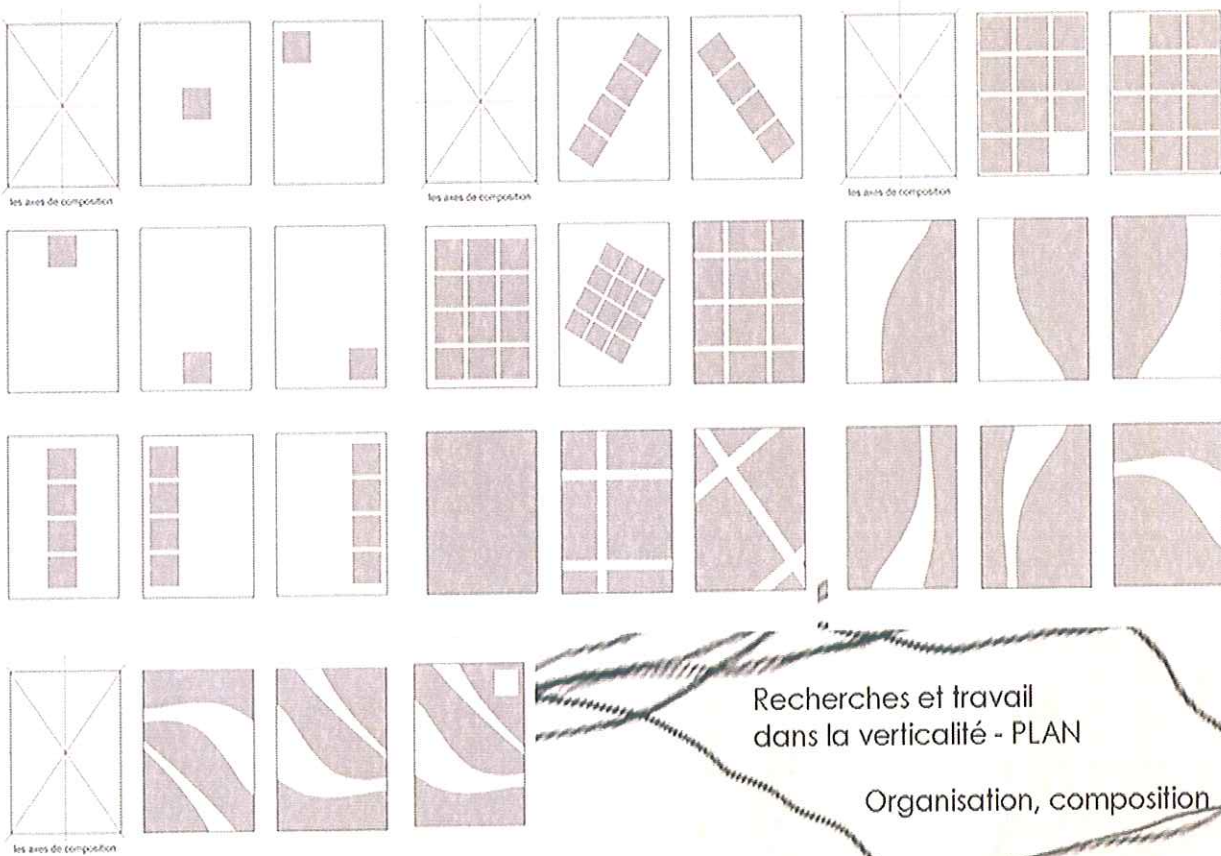 les axes de composition
les axes de composition
les axes de composition
les axes de composition
Recherches et travail
dans la verticalité - PLAN
Organisation, composition